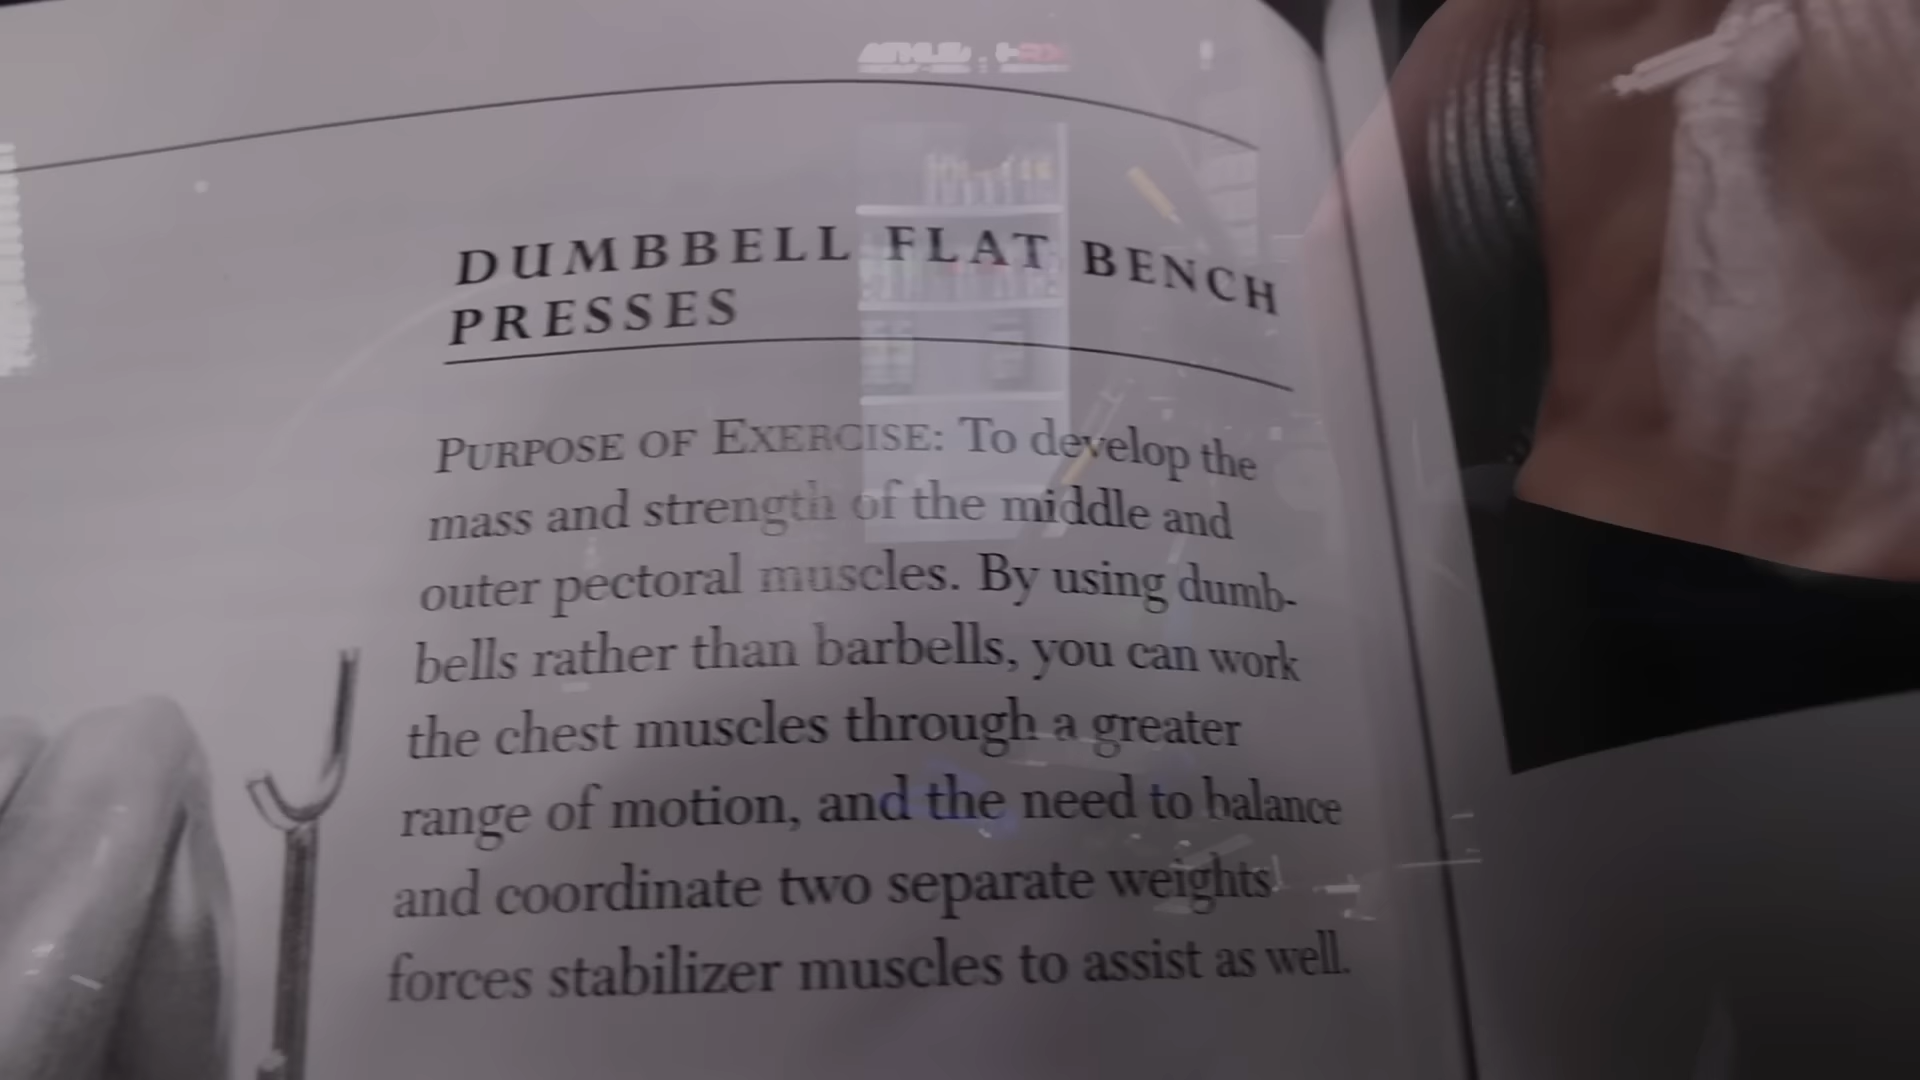 DUMBBELL FLAT BENCH
PRESSES
PURPOSE OF EXERCISE: To develop the
mass and strength of the middle and
outer pectoral muscles. By using dumb-
bells rather than barbells, you can work
the chest muscles through a greater
range of motion, and the need to balance
and coordinate two separate weights
forces stabilizer muscles to assist as well.